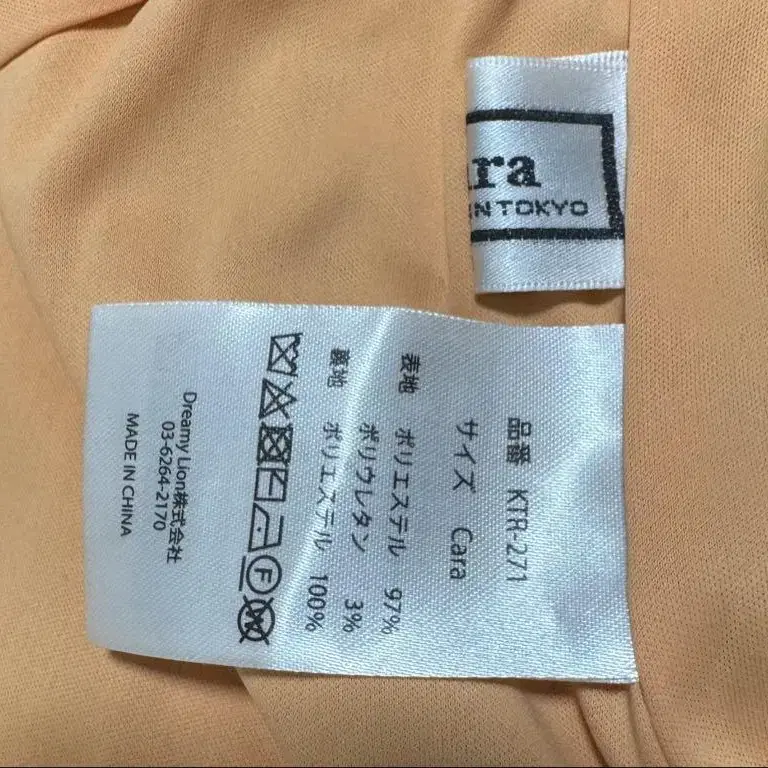 ra
IN TOKYO
品番 KTR-271
サイズ Cara
表地 ポリエステル 97%
ポリウレタン 3%
裏地 ポリエステル 100%
Dreamy Lion株式会社
03-6264-2170
MADE IN CHINA